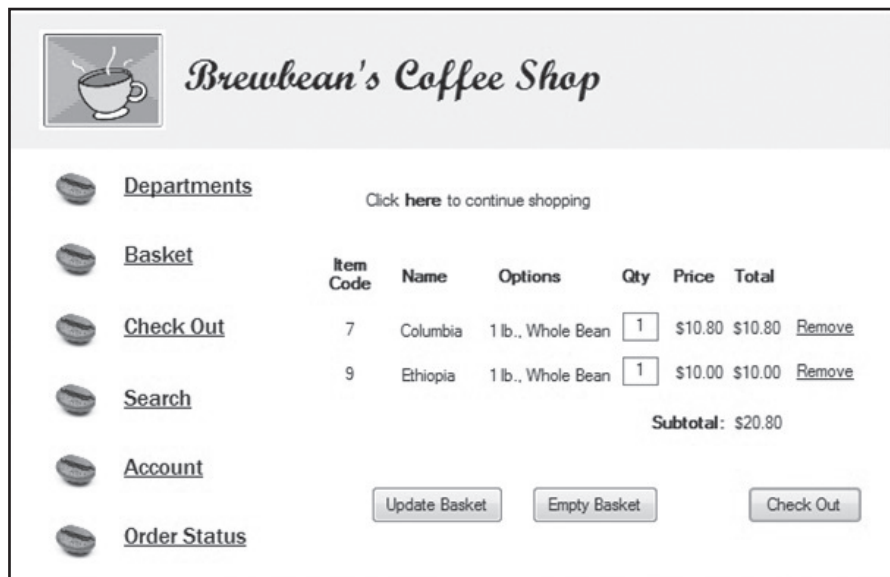 Brewbean's Coffee Shop
Departments
Click here to continue shopping
Basket
Item Code Name Options Qty Price Total
Check Out
7 Columbia 1 lb., Whole Bean 1 $10.80 $10.80 Remove
9 Ethiopia 1 lb., Whole Bean 1 $10.00 $10.00 Remove
Search
Subtotal: $20.80
Account
Update Basket Empty Basket Check Out
Order Status